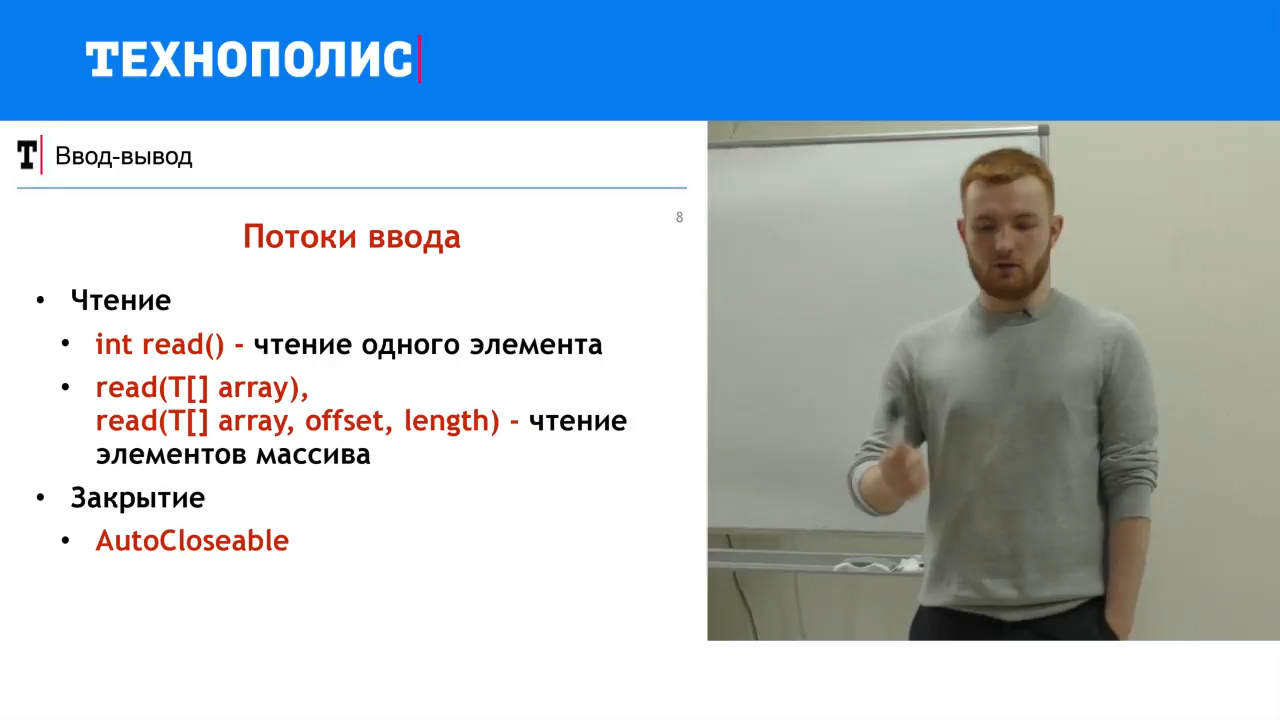 ТЕХНОПОЛИС
Т Ввод-вывод
8
Потоки ввода
• Чтение
• int read() - чтение одного элемента
• read(T[] array),
read(T[] array, offset, length) - чтение
элементов массива
• Закрытие
• AutoCloseable